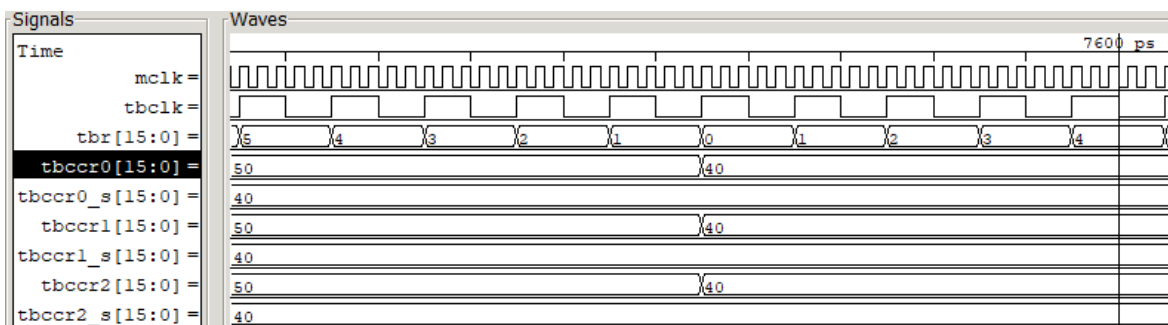 Signals Waves
Time 7600 ps
mclk =
tbclk =
tbr[15:0] = 5 4 3 2 1 0 1 2 3 4
tbccr0[15:0] = 50 40
tbccr0_s[15:0] = 40
tbccr1[15:0] = 50 40
tbccr1_s[15:0] = 40
tbccr2[15:0] = 50 40
tbccr2_s[15:0] = 40